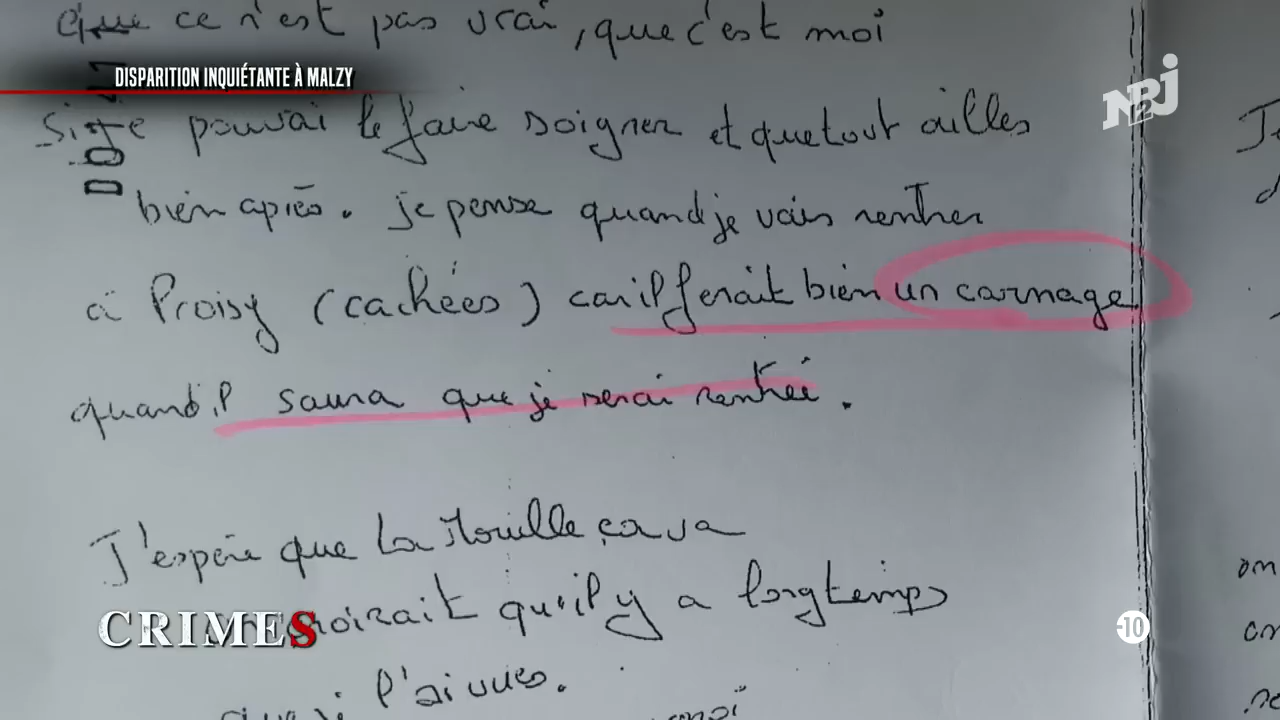 que ce n'est pas vrai, que c'est moi
DISPARITION INQUIÉTANTE À MALZY
NRJ12
si je pouvai le faire soigner et que tout ailles
bien après. je pense quand je vais rentrer
à Proisy (cachées) car il ferait bien un carnage
quand il saura que je serai rentrée.
J'espère que la Nouille ça va
croirait qu'il y a longtemps
CRIMES
-10
l'ai vues.
moi